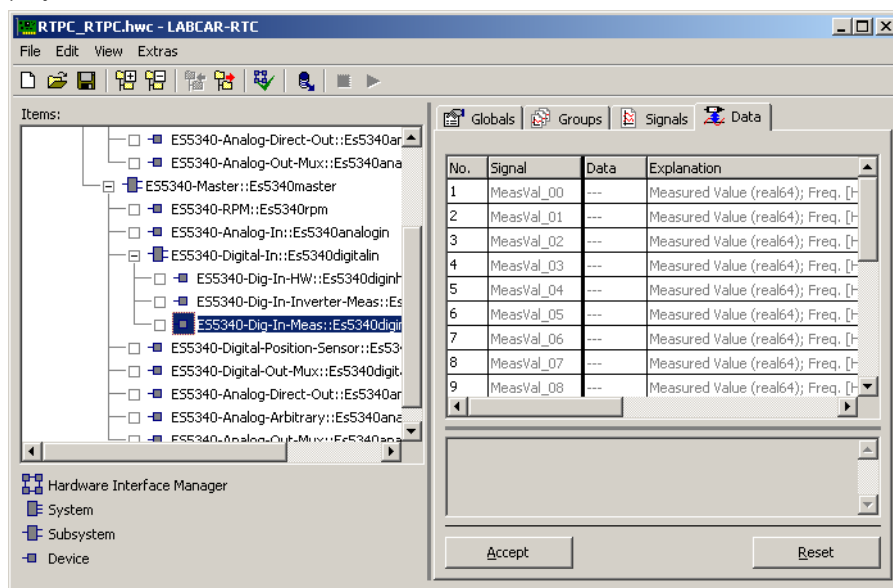 RTPC_RTPC.hwc - LABCAR-RTC
File Edit View Extras
Items:
ES5340-Analog-Direct-Out::Es5340ar
ES5340-Analog-Out-Mux::Es5340ana
ES5340-Master::Es5340master
ES5340-RPM::Es5340rpm
ES5340-Analog-In::Es5340analogin
ES5340-Digital-In::Es5340digitalin
ES5340-Dig-In-HW::Es5340diginh
ES5340-Dig-In-Inverter-Meas::Es
ES5340-Dig-In-Meas::Es5340digir
ES5340-Digital-Position-Sensor::Es53
ES5340-Digital-Out-Mux::Es5340digit
ES5340-Analog-Direct-Out::Es5340ar
ES5340-Analog-Arbitrary::Es5340ana
ES5340-Analog-Out-Mux::Es5340ana
Hardware Interface Manager
System
Subsystem
Device
Globals Groups Signals Data
No. Signal Data Explanation
1 MeasVal_00 --- Measured Value (real64); Freq. [H
2 MeasVal_01 --- Measured Value (real64); Freq. [H
3 MeasVal_02 --- Measured Value (real64); Freq. [H
4 MeasVal_03 --- Measured Value (real64); Freq. [H
5 MeasVal_04 --- Measured Value (real64); Freq. [H
6 MeasVal_05 --- Measured Value (real64); Freq. [H
7 MeasVal_06 --- Measured Value (real64); Freq. [H
8 MeasVal_07 --- Measured Value (real64); Freq. [H
9 MeasVal_08 --- Measured Value (real64); Freq. [H
Accept Reset